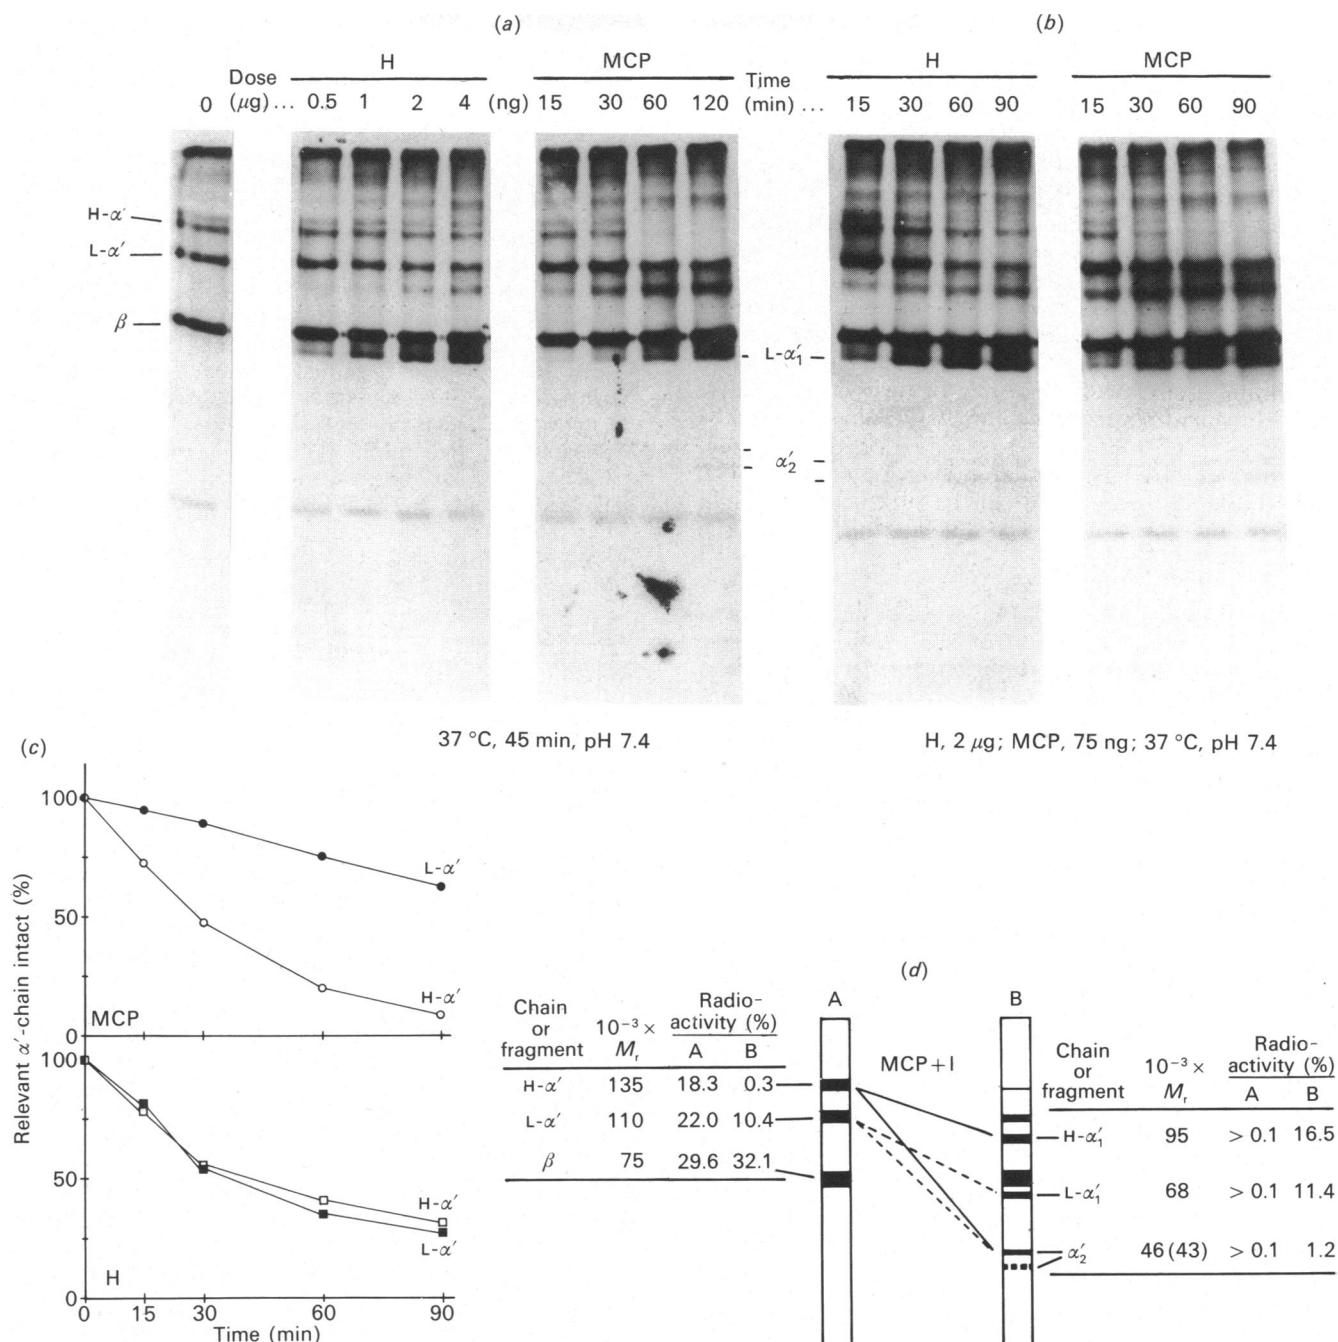 (a)
(b)
H
MCP
H
MCP
Dose
(μg) ...
0
0.5 1 2 4
(ng)
15 30 60 120
Time
(min) ...
15 30 60 90
15 30 60 90
H-α′
L-α′
β
L-α′₁
α′₂
37 °C, 45 min, pH 7.4
H, 2 μg; MCP, 75 ng; 37 °C, pH 7.4
(c)
Relevant α′-chain intact (%)
100
50
0
L-α′
H-α′
MCP
100
50
0
H-α′
L-α′
H
0 15 30 60 90
Time (min)
(d)
Chain or fragment
10⁻³ × Mᵣ
Radio-activity (%)
A B
H-α′ 135 18.3 0.3
L-α′ 110 22.0 10.4
β 75 29.6 32.1
A
MCP+I
B
Chain or fragment
10⁻³ × Mᵣ
Radio-activity (%)
A B
H-α′₁ 95 > 0.1 16.5
L-α′₁ 68 > 0.1 11.4
α′₂ 46 (43) > 0.1 1.2